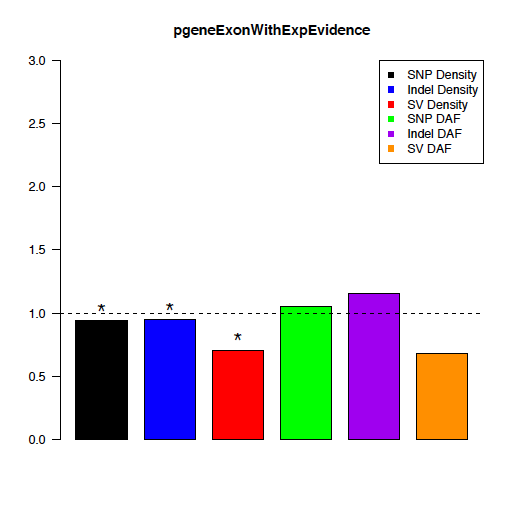 pgeneExonWithExpEvidence
3.0
2.5
2.0
1.5
1.0
0.5
0.0
SNP Density
Indel Density
SV Density
SNP DAF
Indel DAF
SV DAF
* * *